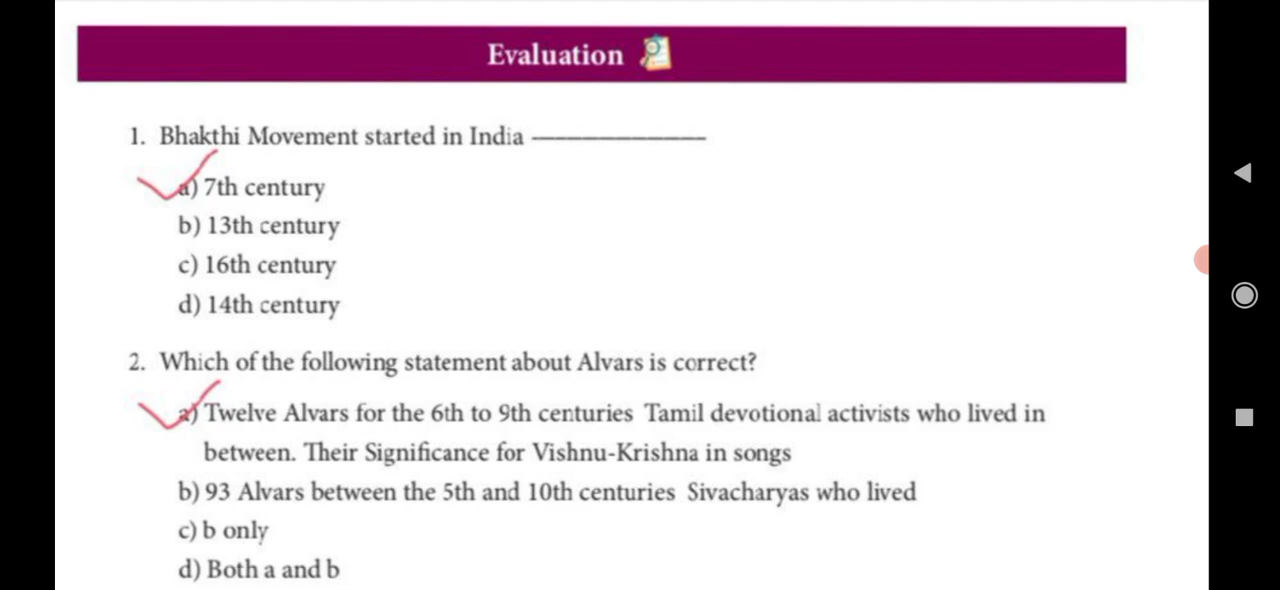 Evaluation
1. Bhakthi Movement started in India ———————
a) 7th century
b) 13th century
c) 16th century
d) 14th century
2. Which of the following statement about Alvars is correct?
a) Twelve Alvars for the 6th to 9th centuries Tamil devotional activists who lived in
between. Their Significance for Vishnu-Krishna in songs
b) 93 Alvars between the 5th and 10th centuries Sivacharyas who lived
c) b only
d) Both a and b